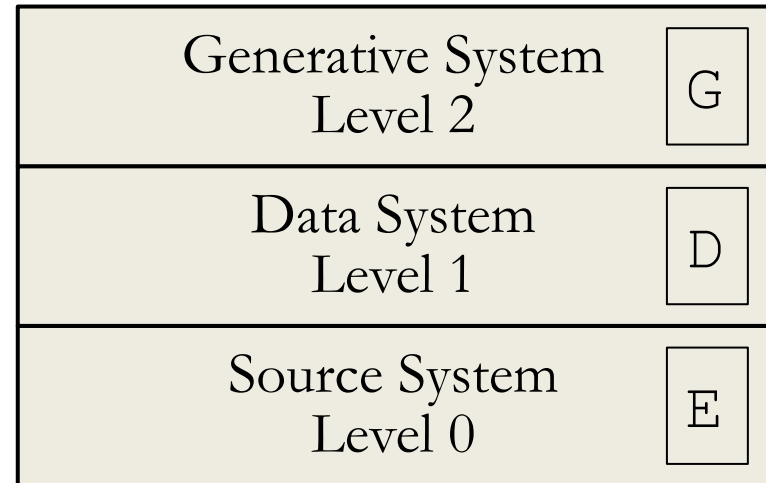 Generative System
Level 2
G
Data System
Level 1
D
Source System
Level 0
E